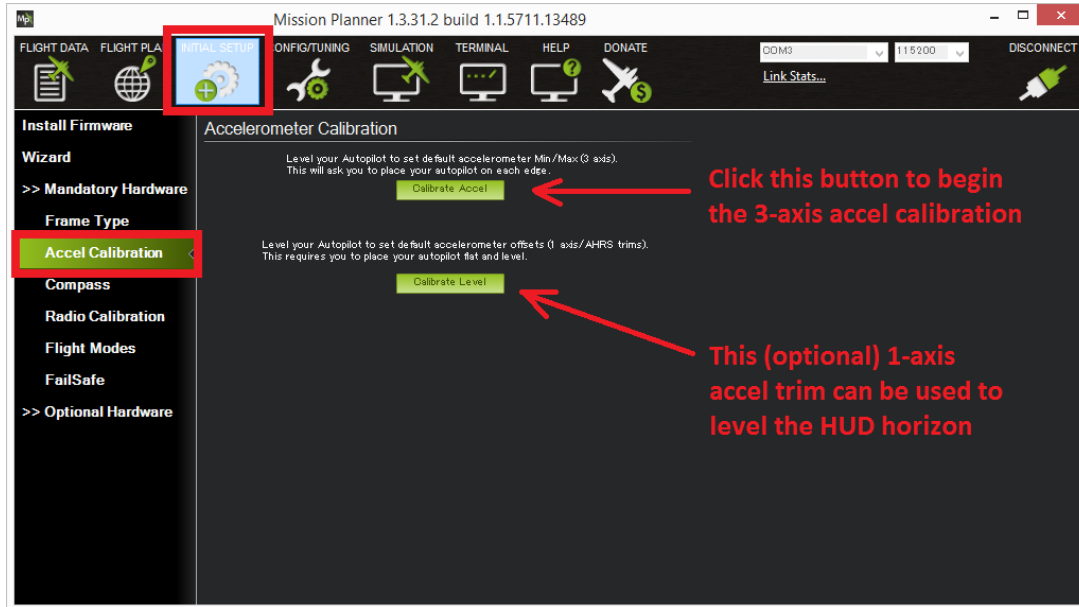 Mp
Mission Planner 1.3.31.2 build 1.1.5711.13489
FLIGHT DATA FLIGHT PLA INITIAL SETUP ONFIG/TUNING SIMULATION TERMINAL HELP DONATE
COM3 115200 DISCONNECT
Link Stats...
Install Firmware
Wizard
>> Mandatory Hardware
Frame Type
Accel Calibration
Compass
Radio Calibration
Flight Modes
FailSafe
>> Optional Hardware
Accelerometer Calibration
Level your Autopilot to set default accelerometer Min/Max (3 axis).
This will ask you to place your autopilot on each edge.
Calibrate Accel
Level your Autopilot to set default accelerometer offsets (1 axis/AHRS trims).
This requires you to place your autopilot flat and level.
Calibrate Level
Click this button to begin
the 3-axis accel calibration
This (optional) 1-axis
accel trim can be used to
level the HUD horizon